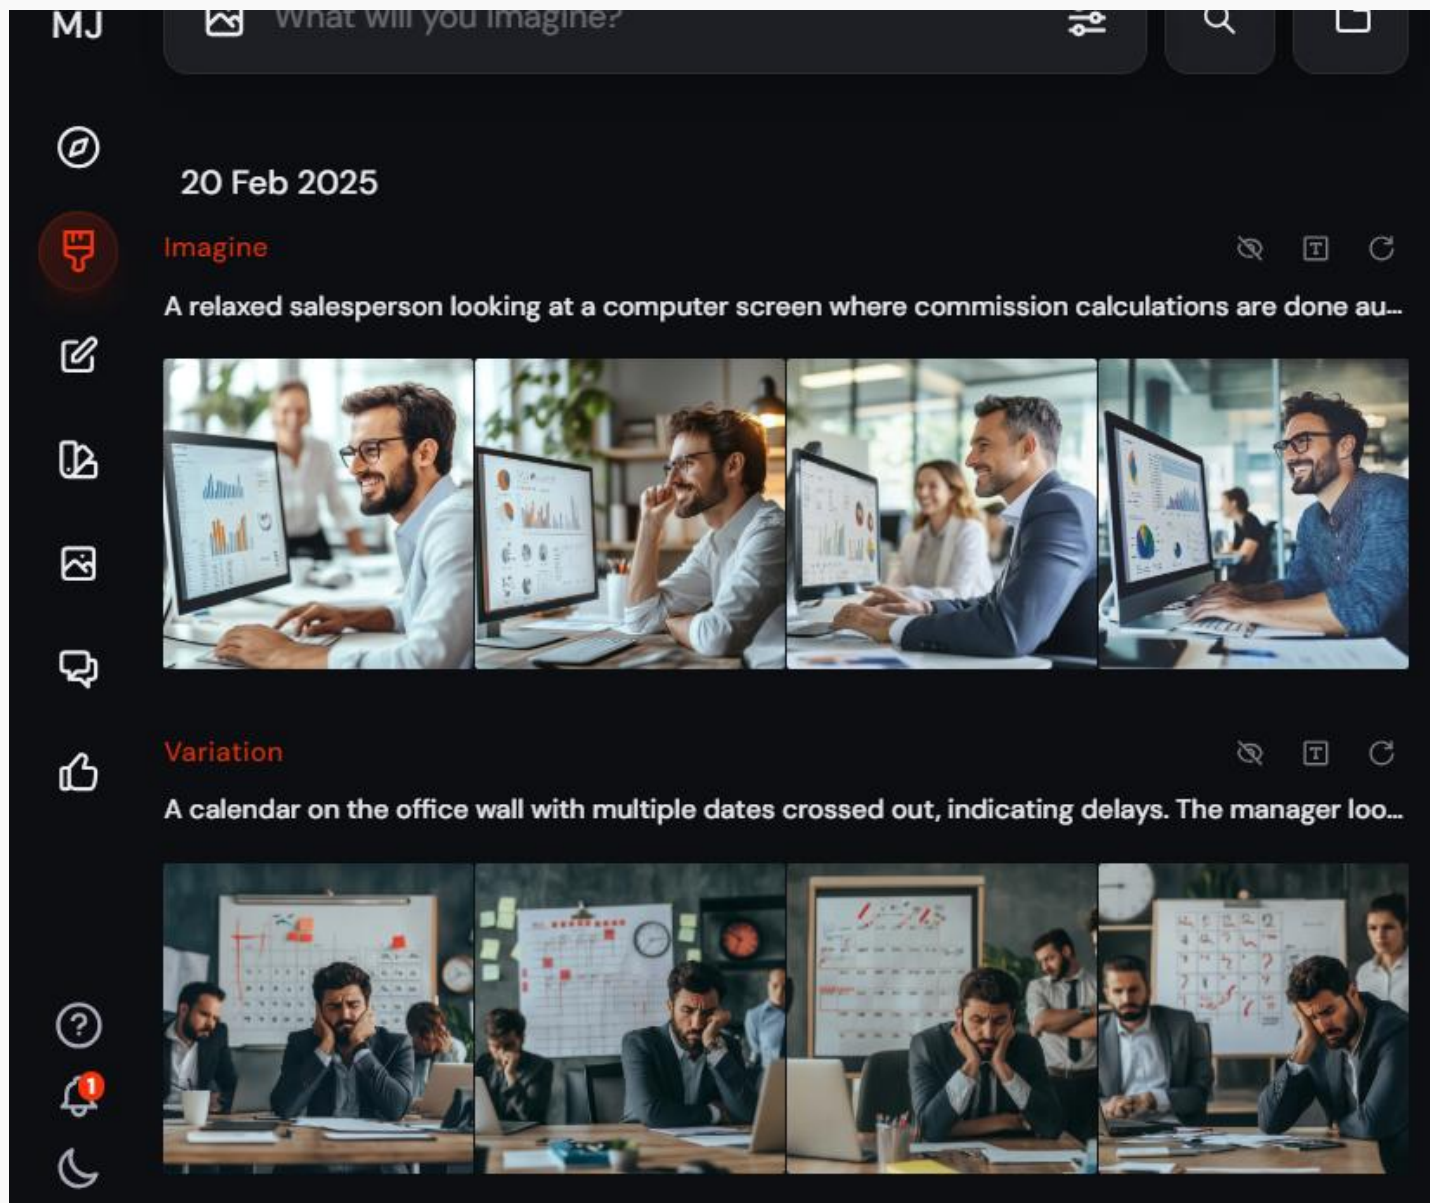 MJ
What will you imagine?
20 Feb 2025
Imagine
A relaxed salesperson looking at a computer screen where commission calculations are done au...
Variation
A calendar on the office wall with multiple dates crossed out, indicating delays. The manager loo...
1